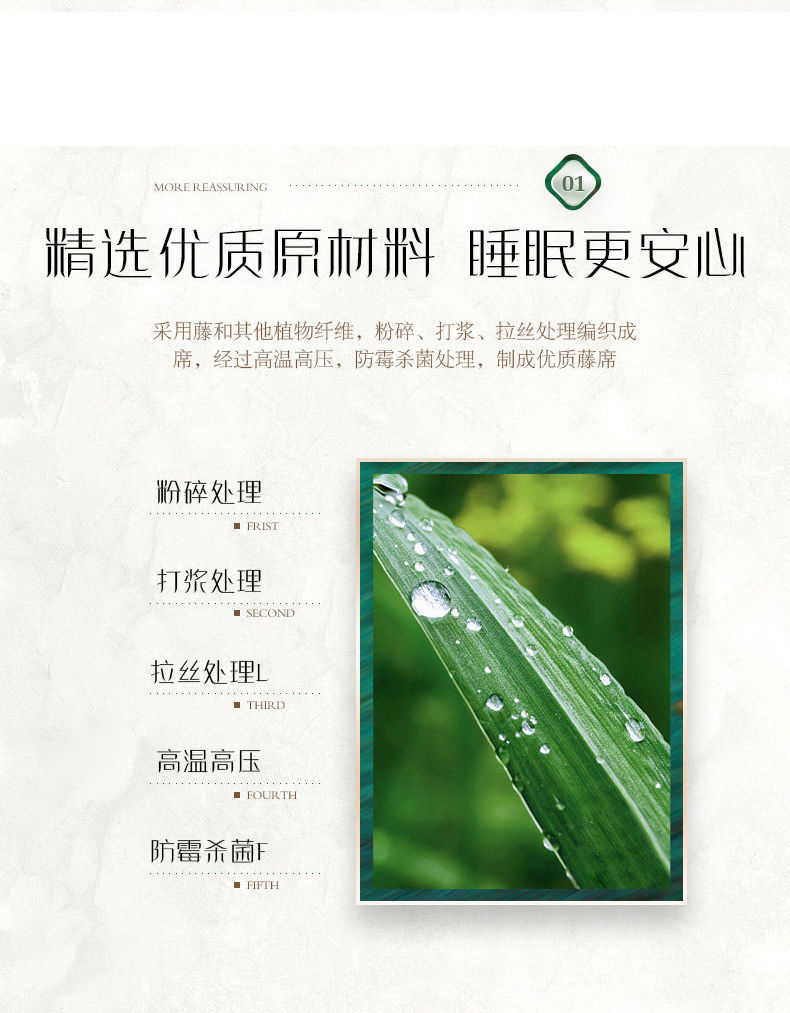 MORE REASSURING
01
精选优质原材料 睡眠更安心
采用藤和其他植物纤维，粉碎、打浆、拉丝处理编织成
席，经过高温高压，防霉杀菌处理，制成优质藤席
粉碎处理
FRIST
打浆处理
SECOND
拉丝处理L
THIRD
高温高压
FOURTH
防霉杀菌F
FIFTH